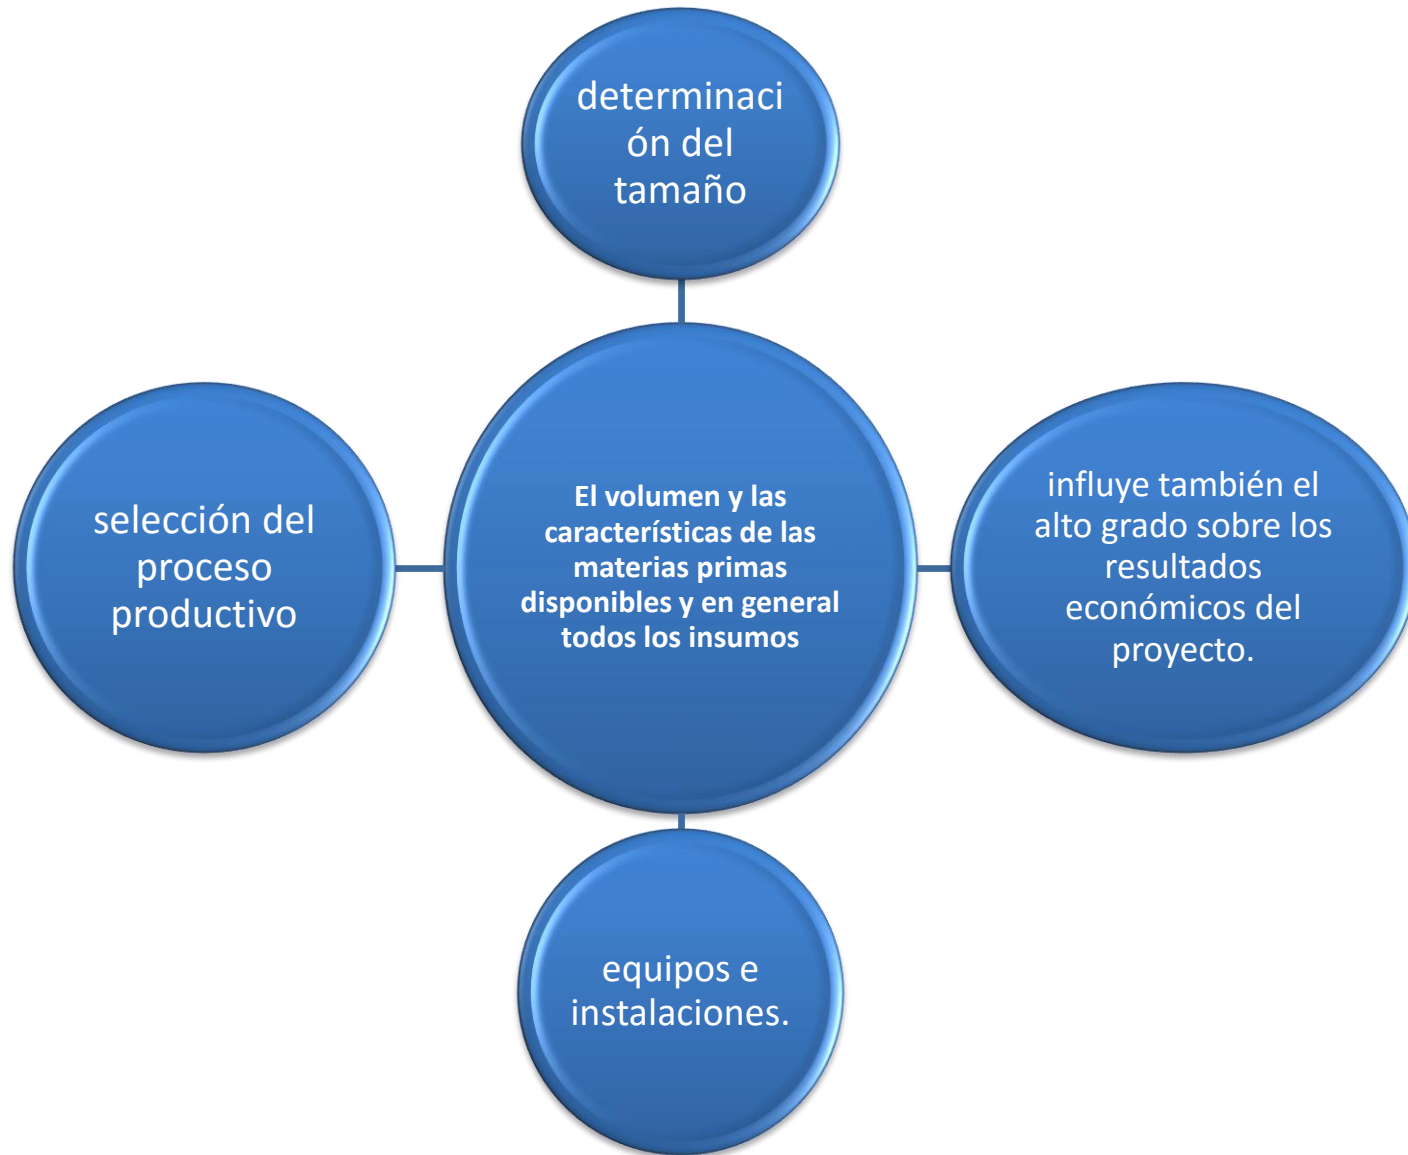 determinaci
ón del
tamaño
selección del
proceso
productivo
El volumen y las
características de las
materias primas
disponibles y en general
todos los insumos
influye también el
alto grado sobre los
resultados
económicos del
proyecto.
equipos e
instalaciones.